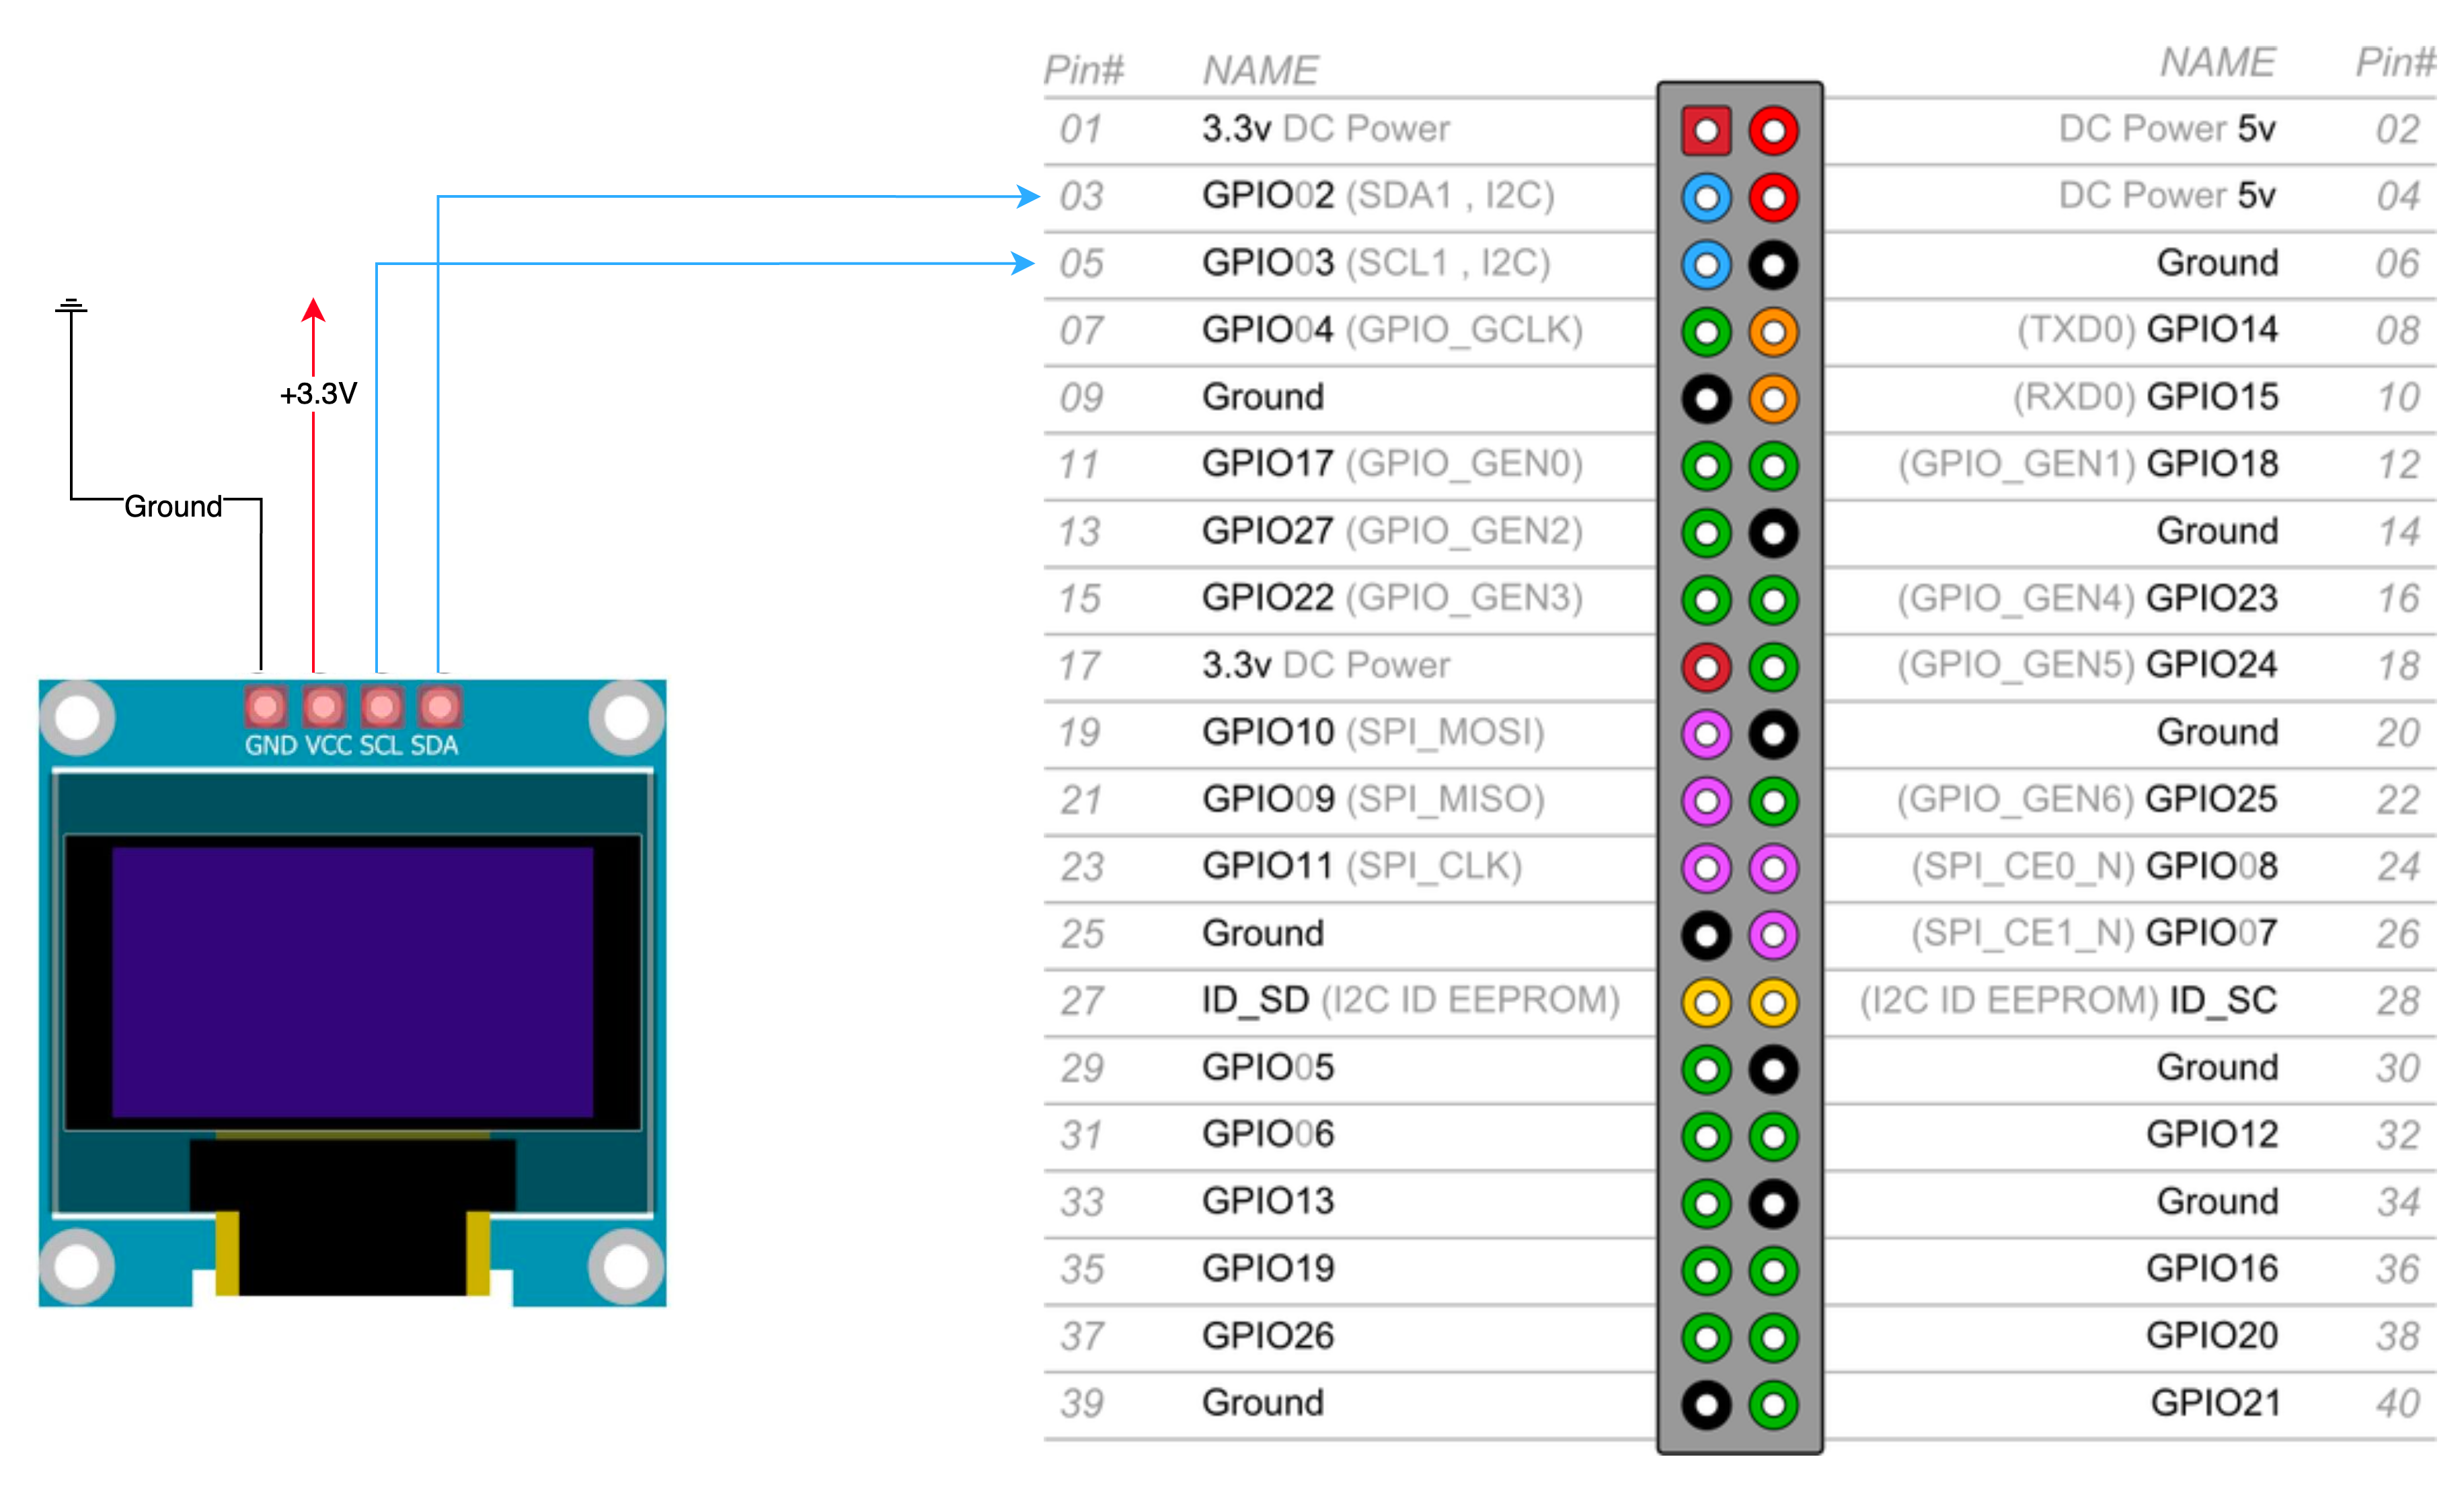 Pin# NAME NAME Pin#
01 3.3v DC Power DC Power 5v 02
03 GPIO02 (SDA1 , I2C) DC Power 5v 04
05 GPIO03 (SCL1 , I2C) Ground 06
07 GPIO04 (GPIO_GCLK) (TXD0) GPIO14 08
09 Ground (RXD0) GPIO15 10
11 GPIO17 (GPIO_GEN0) (GPIO_GEN1) GPIO18 12
13 GPIO27 (GPIO_GEN2) Ground 14
15 GPIO22 (GPIO_GEN3) (GPIO_GEN4) GPIO23 16
17 3.3v DC Power (GPIO_GEN5) GPIO24 18
19 GPIO10 (SPI_MOSI) Ground 20
21 GPIO09 (SPI_MISO) (GPIO_GEN6) GPIO25 22
23 GPIO11 (SPI_CLK) (SPI_CE0_N) GPIO08 24
25 Ground (SPI_CE1_N) GPIO07 26
27 ID_SD (I2C ID EEPROM) (I2C ID EEPROM) ID_SC 28
29 GPIO05 Ground 30
31 GPIO06 GPIO12 32
33 GPIO13 Ground 34
35 GPIO19 GPIO16 36
37 GPIO26 GPIO20 38
39 Ground GPIO21 40
+3.3V
Ground
GND VCC SCL SDA